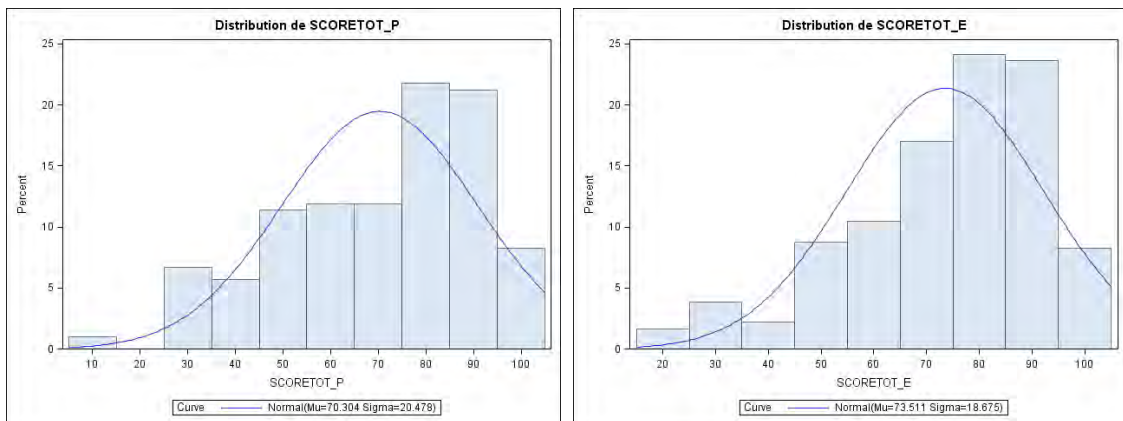 Distribution de SCORETOT_P
25
20
15
10
5
0
Percent
10 20 30 40 50 60 70 80 90 100
SCORETOT_P
Curve Normal(Mu=70.304 Sigma=20.478)
Distribution de SCORETOT_E
25
20
15
10
5
0
Percent
20 30 40 50 60 70 80 90 100
SCORETOT_E
Curve Normal(Mu=73.511 Sigma=18.675)